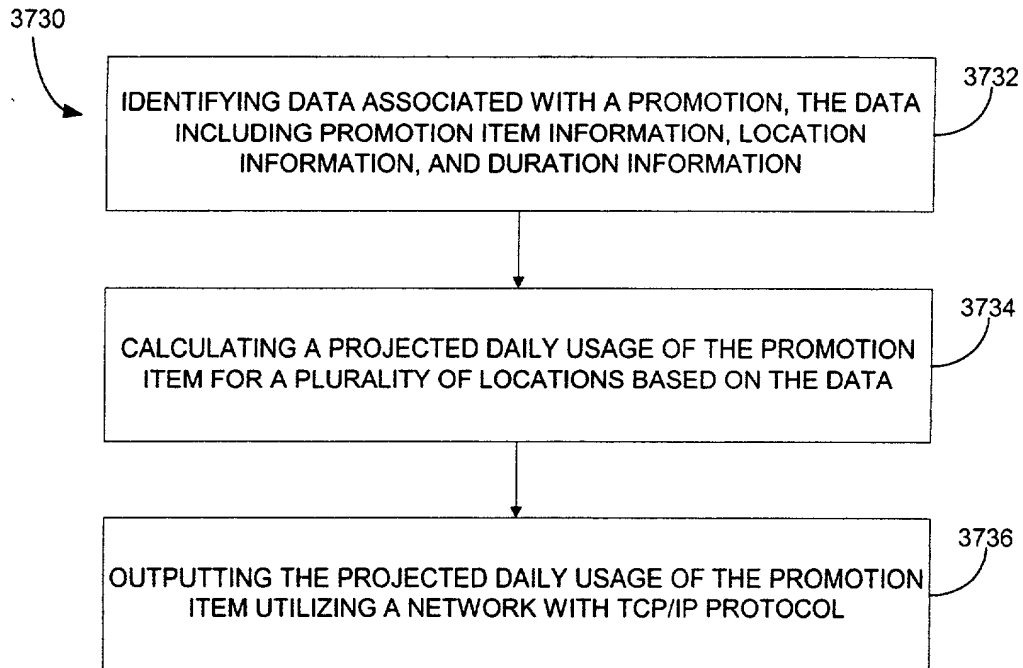 3730
3732
IDENTIFYING DATA ASSOCIATED WITH A PROMOTION, THE DATA
INCLUDING PROMOTION ITEM INFORMATION, LOCATION
INFORMATION, AND DURATION INFORMATION
3734
CALCULATING A PROJECTED DAILY USAGE OF THE PROMOTION
ITEM FOR A PLURALITY OF LOCATIONS BASED ON THE DATA
3736
OUTPUTTING THE PROJECTED DAILY USAGE OF THE PROMOTION
ITEM UTILIZING A NETWORK WITH TCP/IP PROTOCOL